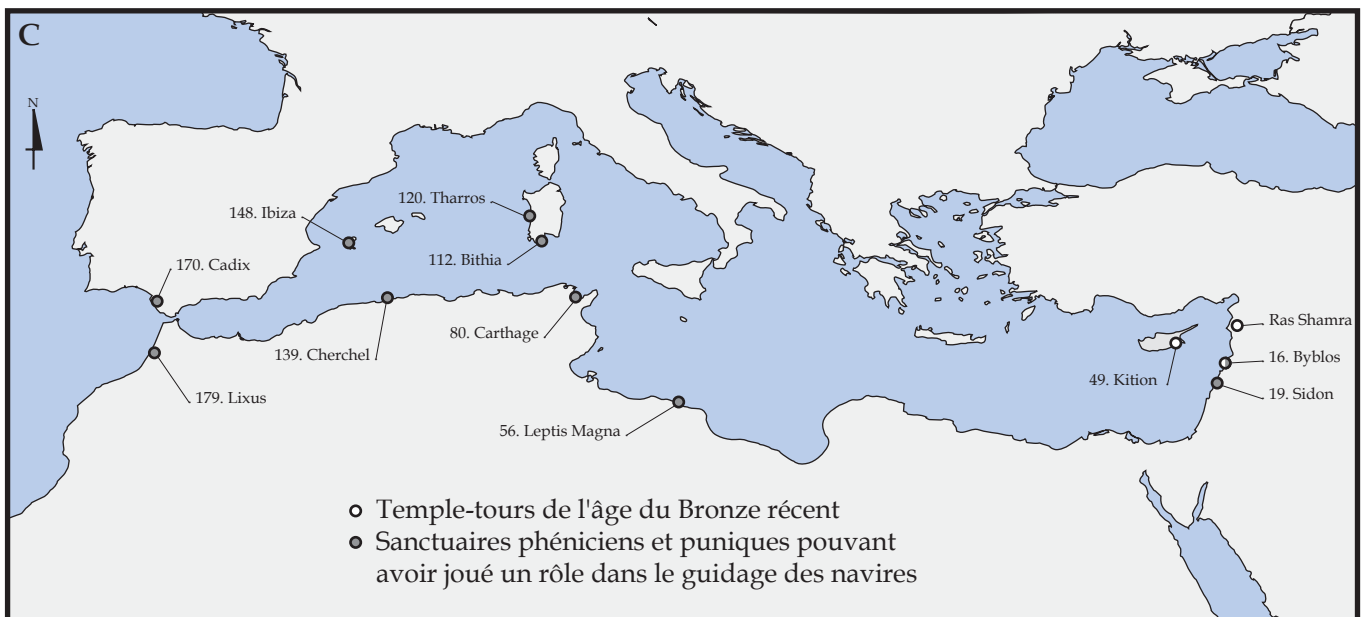 C
N
120. Tharros
148. Ibiza
112. Bithia
170. Cadix
80. Carthage
139. Cherchel
179. Lixus
56. Leptis Magna
Ras Shamra
16. Byblos
49. Kition
19. Sidon
Temple-tours de l'âge du Bronze récent
Sanctuaires phéniciens et puniques pouvant
avoir joué un rôle dans le guidage des navires